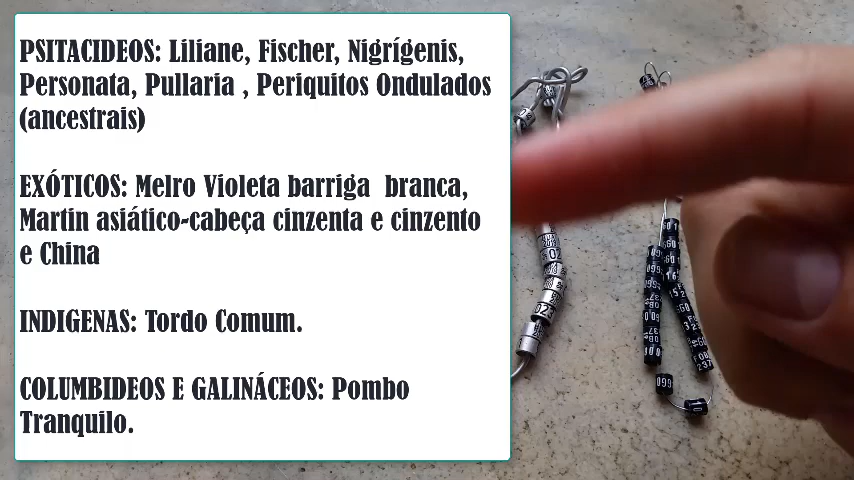 PSITACIDEOS: Liliane, Fischer, Nigrígenis,
Personata, Pullaria , Periquitos Ondulados
(ancestrais)
EXÓTICOS: Melro Violeta barriga branca,
Martin asiático-cabeça cinzenta e cinzento
e China
INDIGENAS: Tordo Comum.
COLUMBIDEOS E GALINÁCEOS: Pombo
Tranquilo.